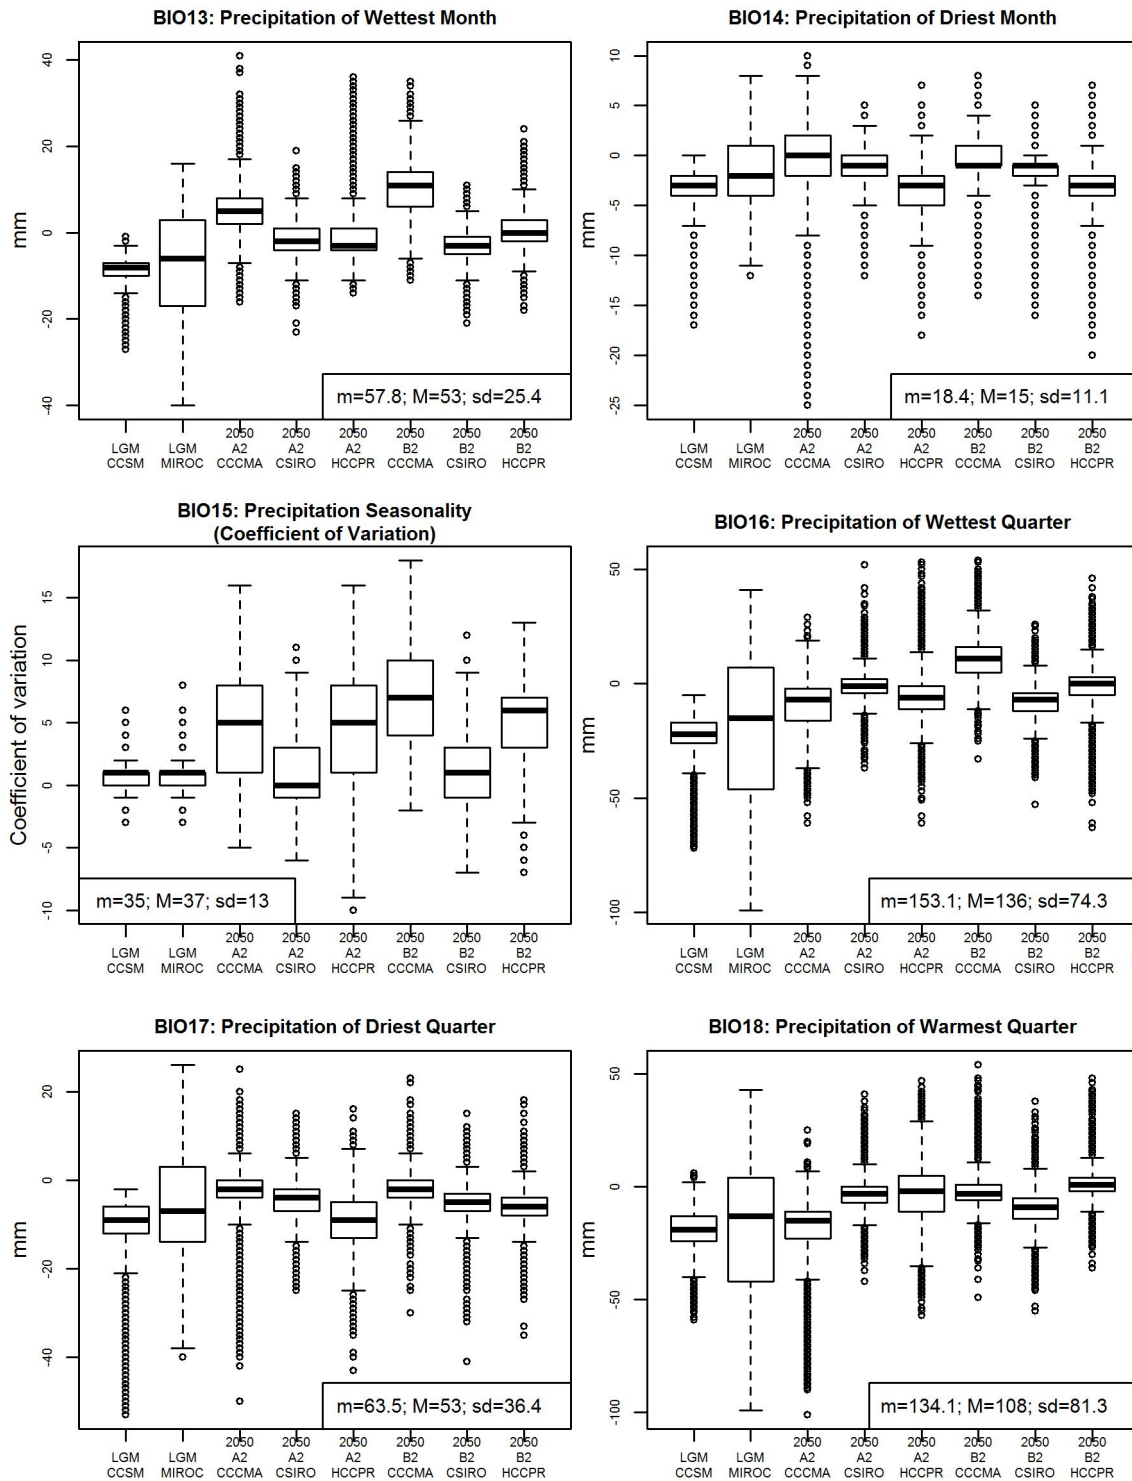 BIO13: Precipitation of Wettest Month
mm
40
20
0
-20
-40
m=57.8; M=53; sd=25.4
LGM CCSM
LGM MIROC
2050 A2 CCCMA
2050 A2 CSIRO
2050 A2 HCCPR
2050 B2 CCCMA
2050 B2 CSIRO
2050 B2 HCCPR
BIO14: Precipitation of Driest Month
mm
10
5
0
-5
-10
-15
-20
-25
m=18.4; M=15; sd=11.1
LGM CCSM
LGM MIROC
2050 A2 CCCMA
2050 A2 CSIRO
2050 A2 HCCPR
2050 B2 CCCMA
2050 B2 CSIRO
2050 B2 HCCPR
BIO15: Precipitation Seasonality
(Coefficient of Variation)
Coefficient of variation
15
10
5
0
-5
-10
m=35; M=37; sd=13
LGM CCSM
LGM MIROC
2050 A2 CCCMA
2050 A2 CSIRO
2050 A2 HCCPR
2050 B2 CCCMA
2050 B2 CSIRO
2050 B2 HCCPR
BIO16: Precipitation of Wettest Quarter
mm
50
0
-50
-100
m=153.1; M=136; sd=74.3
LGM CCSM
LGM MIROC
2050 A2 CCCMA
2050 A2 CSIRO
2050 A2 HCCPR
2050 B2 CCCMA
2050 B2 CSIRO
2050 B2 HCCPR
BIO17: Precipitation of Driest Quarter
mm
20
0
-20
-40
m=63.5; M=53; sd=36.4
LGM CCSM
LGM MIROC
2050 A2 CCCMA
2050 A2 CSIRO
2050 A2 HCCPR
2050 B2 CCCMA
2050 B2 CSIRO
2050 B2 HCCPR
BIO18: Precipitation of Warmest Quarter
mm
50
0
-50
-100
m=134.1; M=108; sd=81.3
LGM CCSM
LGM MIROC
2050 A2 CCCMA
2050 A2 CSIRO
2050 A2 HCCPR
2050 B2 CCCMA
2050 B2 CSIRO
2050 B2 HCCPR